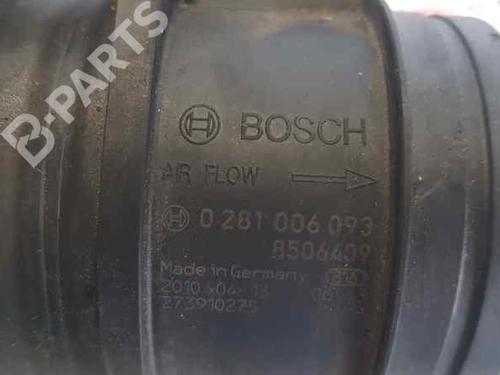 B-PARTS
BOSCH
AIR FLOW
0 281 006 093
8506409
Made in Germany
2010-04-13
273910275